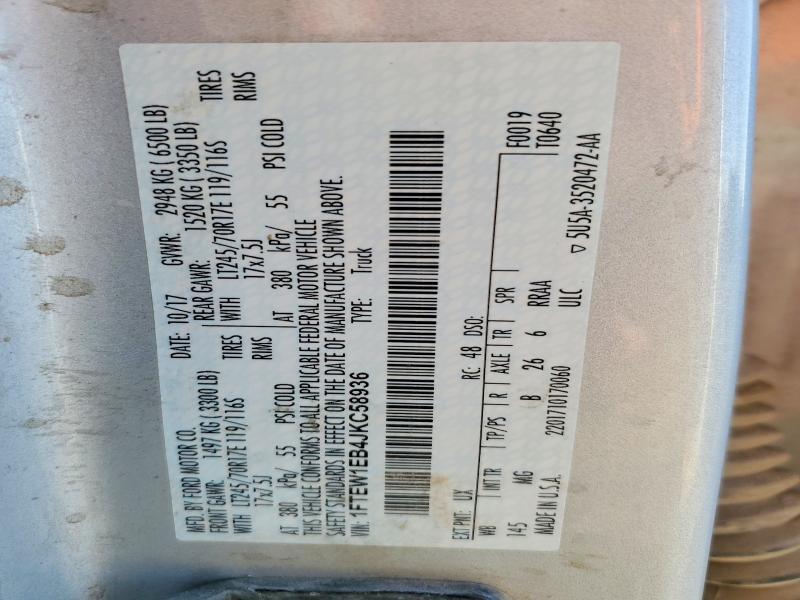 MFD. BY FORD MOTOR CO.
DATE: 10/17 GVWR: 2948 KG ( 6500 LB)
FRONT GAWR: 1497 KG ( 3300 LB) REAR GAWR: 1520 KG ( 3350 LB)
WITH LT245/70R17E 119/116S TIRES WITH LT245/70R17E 119/116S TIRES
17x7.5J RIMS 17x7.5J RIMS
AT 380 kPa/ 55 PSI COLD AT 380 kPa/ 55 PSI COLD
THIS VEHICLE CONFORMS TO ALL APPLICABLE FEDERAL MOTOR VEHICLE
SAFETY STANDARDS IN EFFECT ON THE DATE OF MANUFACTURE SHOWN ABOVE.
VIN: 1FTEW1EB4JKC58936 TYPE: Truck
EXT PNT: UX RC: 48 DSO: F0019
WB INT TR TP/PS R AXLE TR SPR T0640
145 MG B 26 6 RRAA
MADE IN U.S.A. 2201710170060 ULC
▽ 5U5A-3520472-AA